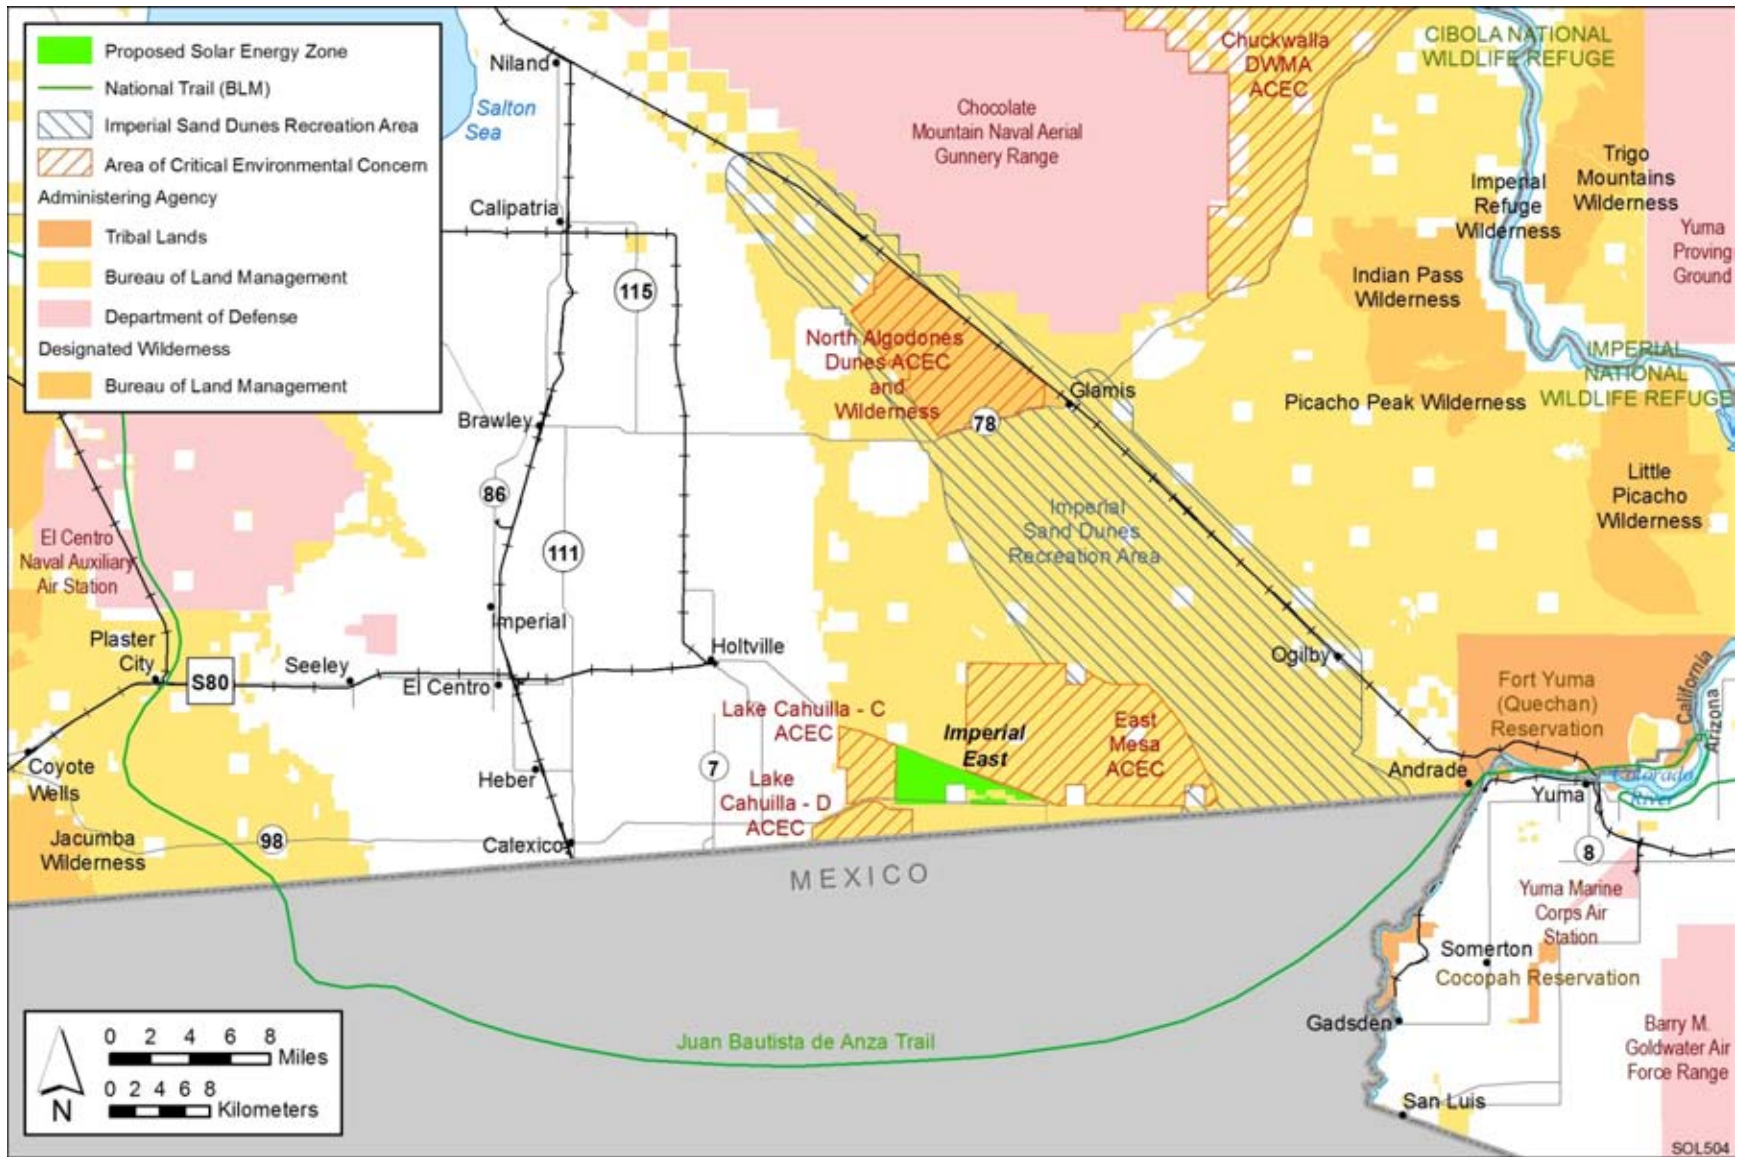 Proposed Solar Energy Zone
National Trail (BLM)
Imperial Sand Dunes Recreation Area
Area of Critical Environmental Concern
Administering Agency
Tribal Lands
Bureau of Land Management
Department of Defense
Designated Wilderness
Bureau of Land Management
Niland
Salton
Sea
Calipatria
115
Chocolate
Mountain Naval Aerial
Gunnery Range
Chuckwalla
DWMA
ACEC
CIBOLA NATIONAL
WILDLIFE REFUGE
Trigo
Mountains
Wilderness
Imperial
Refuge
Wilderness
Yuma
Proving
Ground
Indian Pass
Wilderness
North Algodones
Dunes ACEC
and
Wilderness
Glamis
78
IMPERIAL
NATIONAL
WILDLIFE REFUGE
Picacho Peak Wilderness
Brawley
86
111
Little
Picacho
Wilderness
Imperial
Sand Dunes
Recreation Area
El Centro
Naval Auxiliary
Air Station
Imperial
Plaster
City
S80
Seeley
El Centro
Holtville
Ogilby
Fort Yuma
(Quechan)
Reservation
California
Arizona
Lake Cahuilla - C
ACEC
Imperial
East
East
Mesa
ACEC
Coyote
Wells
Heber
7
Lake
Cahuilla - D
ACEC
Andrade
Yuma
Colorado
River
Jacumba
Wilderness
98
Calexico
8
MEXICO
Yuma Marine
Corps Air
Station
Somerton
Cocopah Reservation
Gadsden
Juan Bautista de Anza Trail
Barry M.
Goldwater Air
Force Range
San Luis
N
0 2 4 6 8
Miles
0 2 4 6 8
Kilometers
SOL504